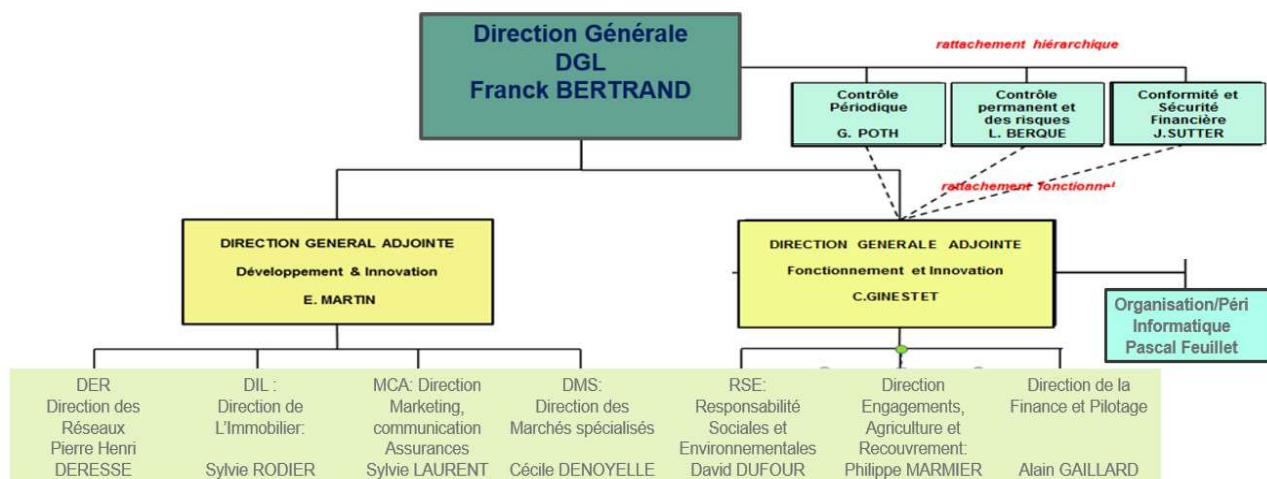 Direction Générale
DGL
Franck BERTRAND
rattachement hiérarchique
Contrôle
Périodique
G. POTH
Contrôle
permanent et
des risques
L. BERQUE
Conformité et
Sécurité
Financière
J.SUTTER
rattachement fonctionnel
DIRECTION GENERAL ADJOINTE
Développement & Innovation
E. MARTIN
DIRECTION GENERALE ADJOINTE
Fonctionnement et Innovation
C.GINESTET
Organisation/Péri
Informatique
Pascal Feuillet
DER
Direction des
Réseaux
Pierre Henri
DERESSE
DIL :
Direction de
L'Immobilier:
Sylvie RODIER
MCA: Direction
Marketing,
communication
Assurances
Sylvie LAURENT
DMS:
Direction des
Marchés spécialisés
Cécile DENOYELLE
RSE:
Responsabilité
Sociales et
Environnementales
David DUFOUR
Direction
Engagements,
Agriculture et
Recouvrement:
Philippe MARMIER
Direction de la
Finance et Pilotage
Alain GAILLARD